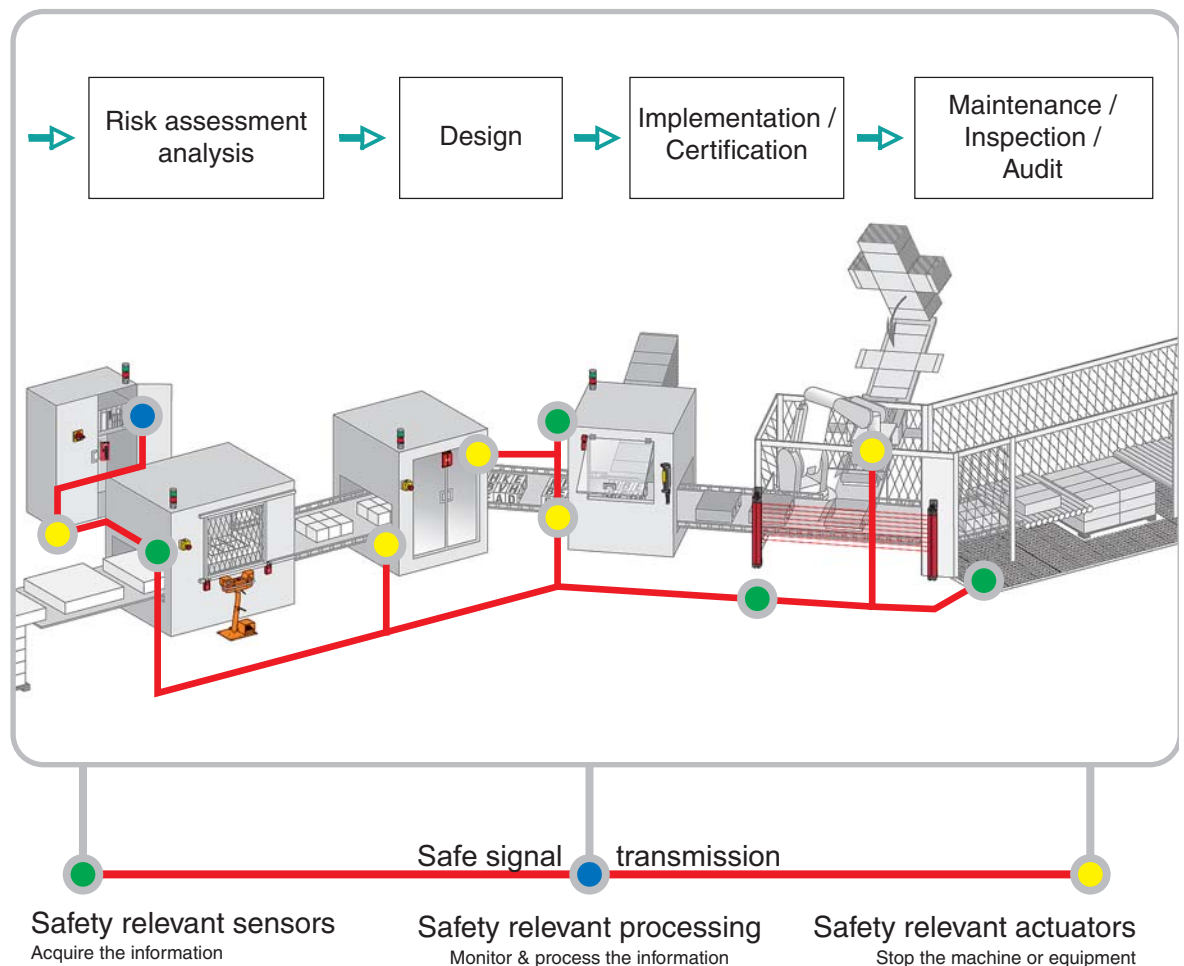 Risk assessment
analysis
Design
Implementation /
Certification
Maintenance /
Inspection /
Audit
Safe signal transmission
Safety relevant sensors
Acquire the information
Safety relevant processing
Monitor & process the information
Safety relevant actuators
Stop the machine or equipment